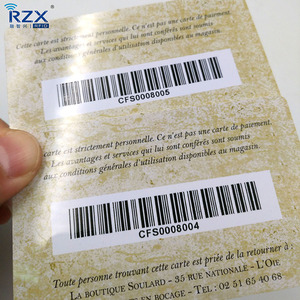 RZX
RFID
Cette carte est strictement personnelle. Ce n'est pas une carte
Les avantages et services qui lui sont conférés sont soumis
aux conditions générales d'utilisation disponibles au magasin.
CFS0008005
carte est strictement personnelle. Ce n'est pas une carte de paiement.
Les avantages et services qui lui sont conférés sont soumis
aux conditions générales d'utilisation disponibles au magasin.
CFS0008004
Toute personne trouvant cette carte est priée de la retourner à :
LA BOUTIQUE SOULARD - 35 RUE NATIONALE - L'OIE
EN BOCAGE - TEL : 02 51 65 40 68